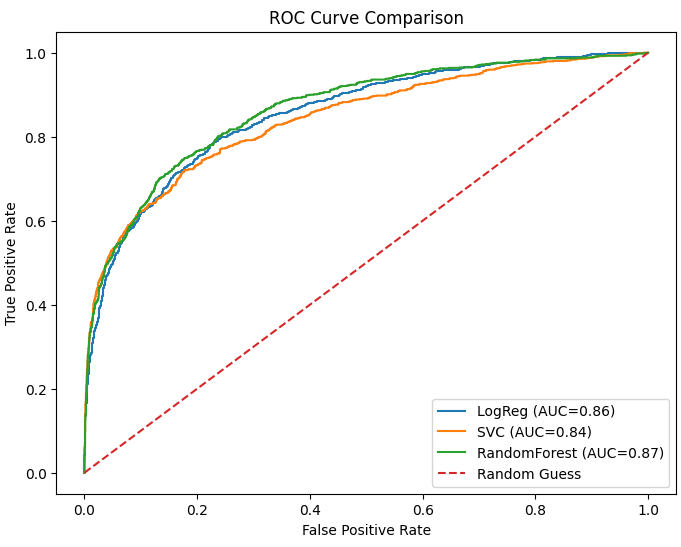 ROC Curve Comparison
True Positive Rate
1.0
0.8
0.6
0.4
0.2
0.0
LogReg (AUC=0.86)
SVC (AUC=0.84)
RandomForest (AUC=0.87)
Random Guess
0.0 0.2 0.4 0.6 0.8 1.0
False Positive Rate